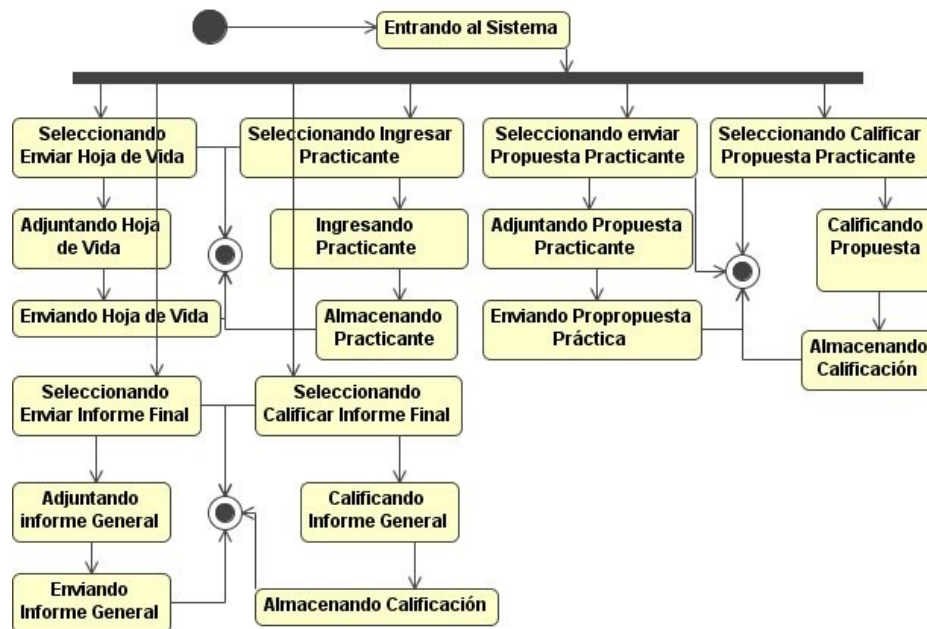 Entrando al Sistema
Seleccionando
Enviar Hoja de Vida
Seleccionando Ingresar
Practicante
Seleccionando enviar
Propuesta Practicante
Seleccionando Calificar
Propuesta Practicante
Adjuntando Hoja
de Vida
Ingresando
Practicante
Adjuntando Propuesta
Practicante
Calificando
Propuesta
Enviando Hoja de Vida
Almacenando
Practicante
Enviando Propropuesta
Práctica
Almacenando
Calificación
Seleccionando
Enviar Informe Final
Seleccionando
Calificar Informe Final
Adjuntando
informe General
Calificando
Informe General
Enviando
Informe General
Almacenando Calificación